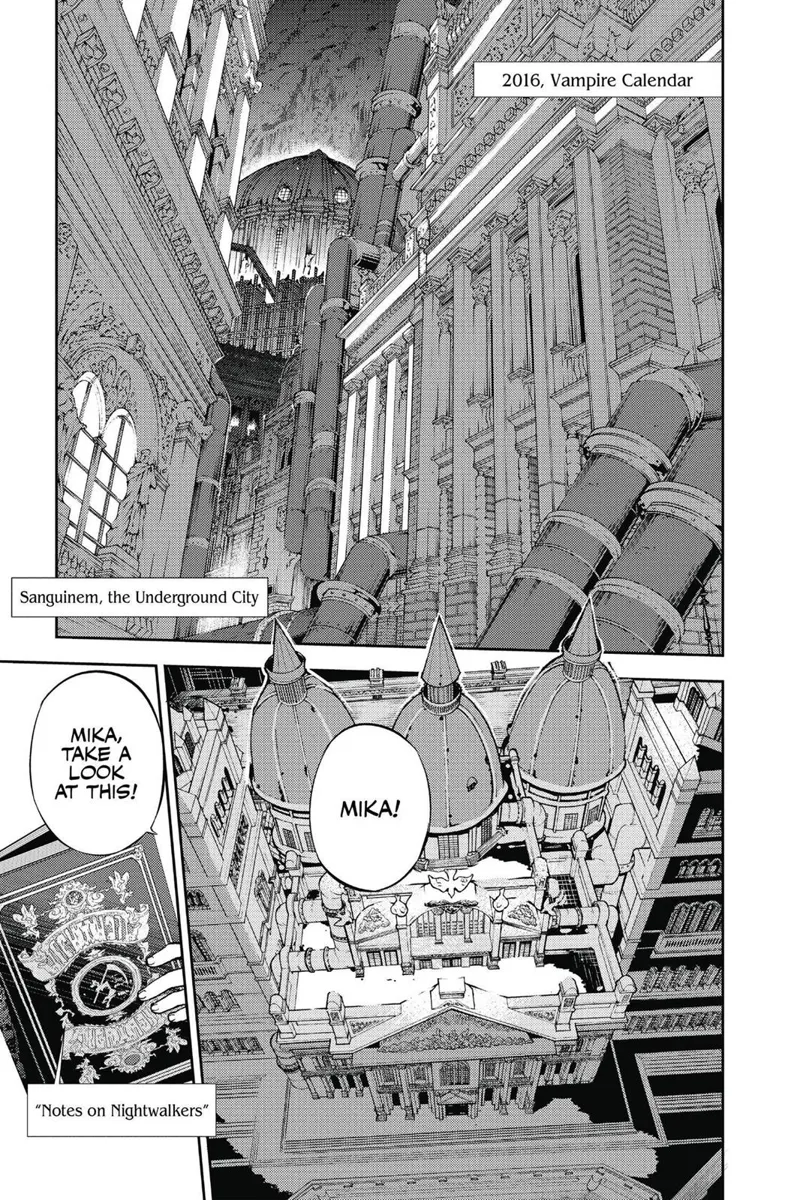 2016, Vampire Calendar
Sanguinem, the Underground City
MIKA!
MIKA,
TAKE A
LOOK
AT THIS!
"Notes on Nightwalkers"